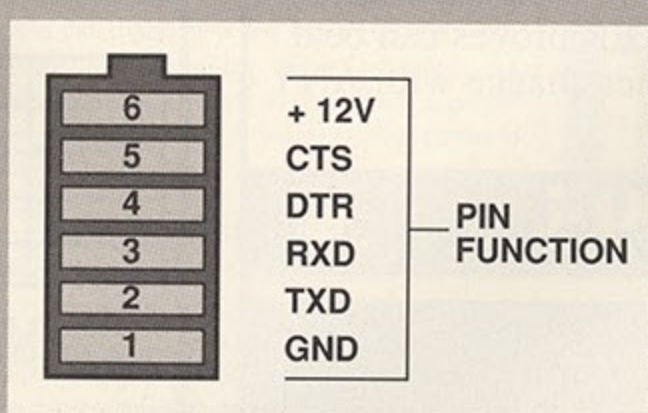 6 + 12V
5 CTS
4 DTR
3 RXD
2 TXD
1 GND
PIN
FUNCTION